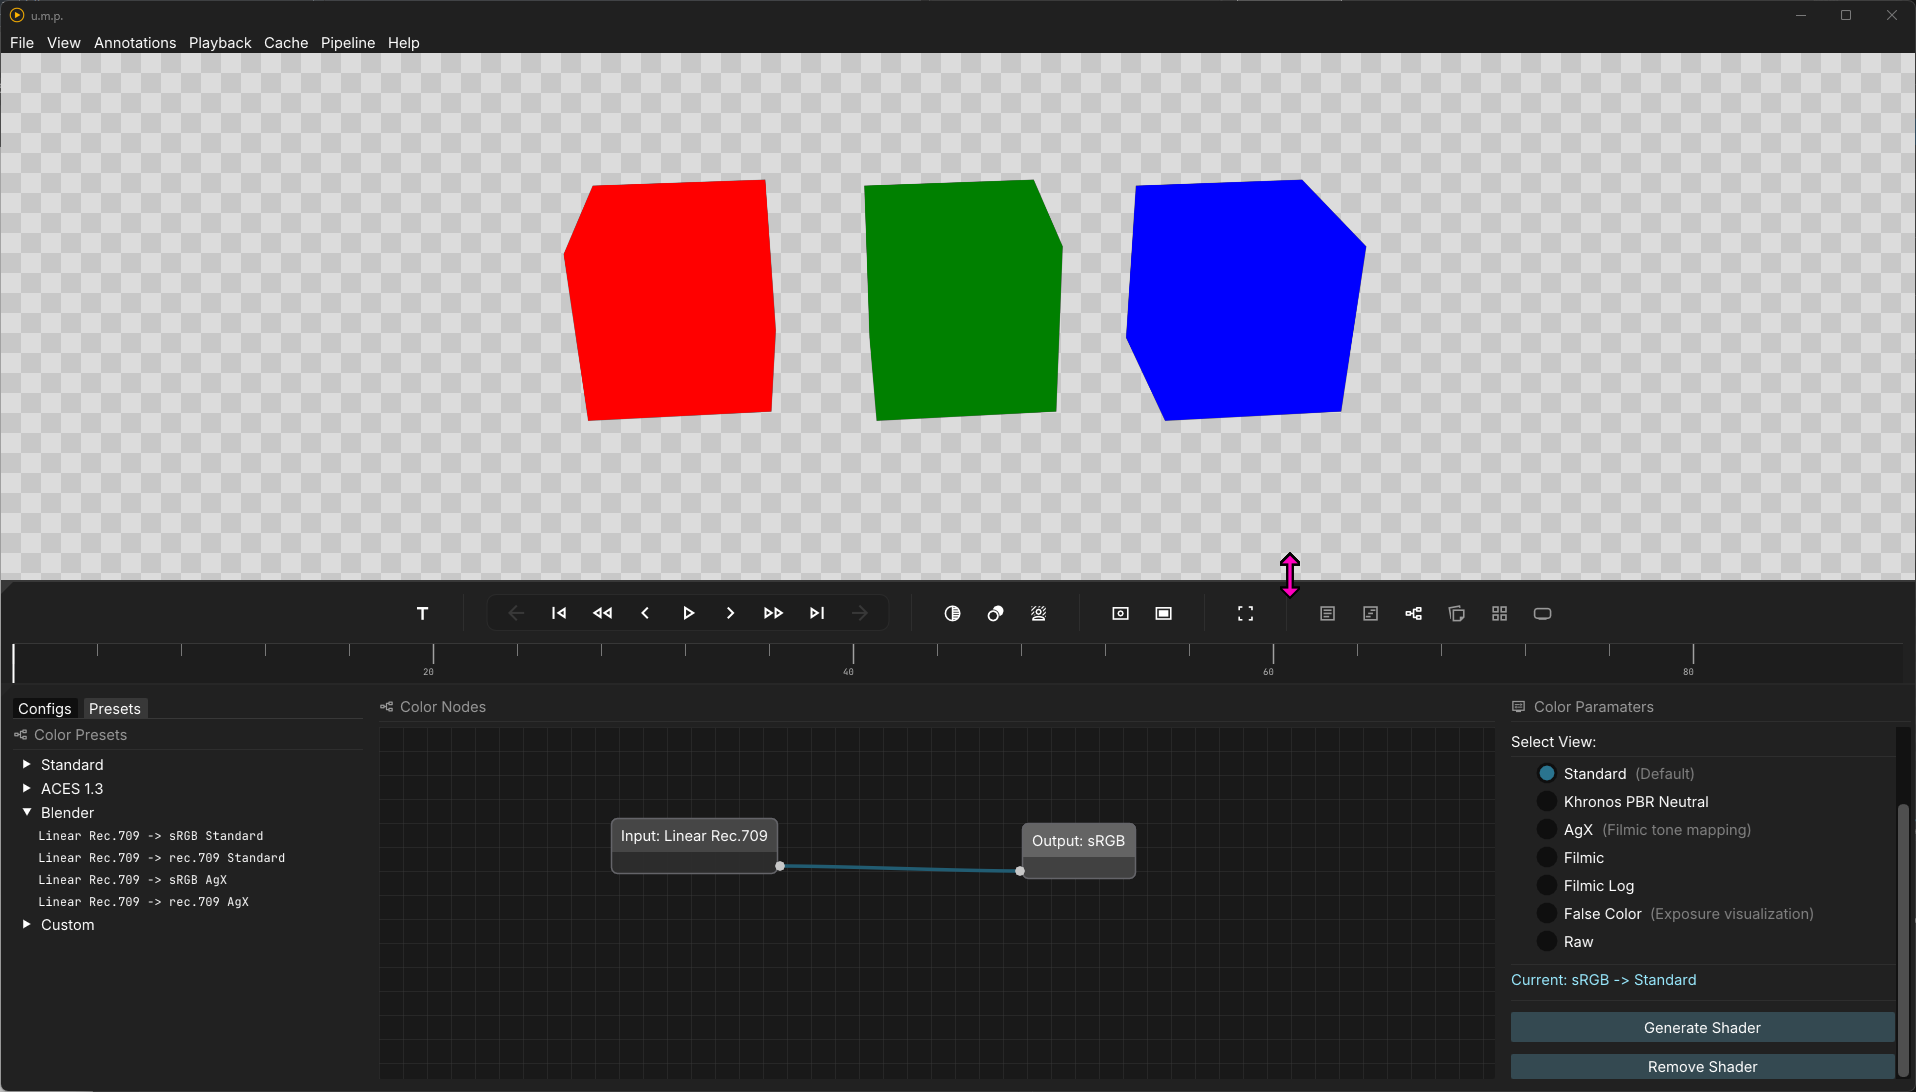 u.m.p.
File View Annotations Playback Cache Pipeline Help
T
20 40 60 80
Configs Presets
Color Presets
Standard
ACES 1.3
Blender
Linear Rec.709 -> sRGB Standard
Linear Rec.709 -> rec.709 Standard
Linear Rec.709 -> sRGB AgX
Linear Rec.709 -> rec.709 AgX
Custom
Color Nodes
Input: Linear Rec.709
Output: sRGB
Color Paramaters
Select View:
Standard (Default)
Khronos PBR Neutral
AgX (Filmic tone mapping)
Filmic
Filmic Log
False Color (Exposure visualization)
Raw
Current: sRGB -> Standard
Generate Shader
Remove Shader